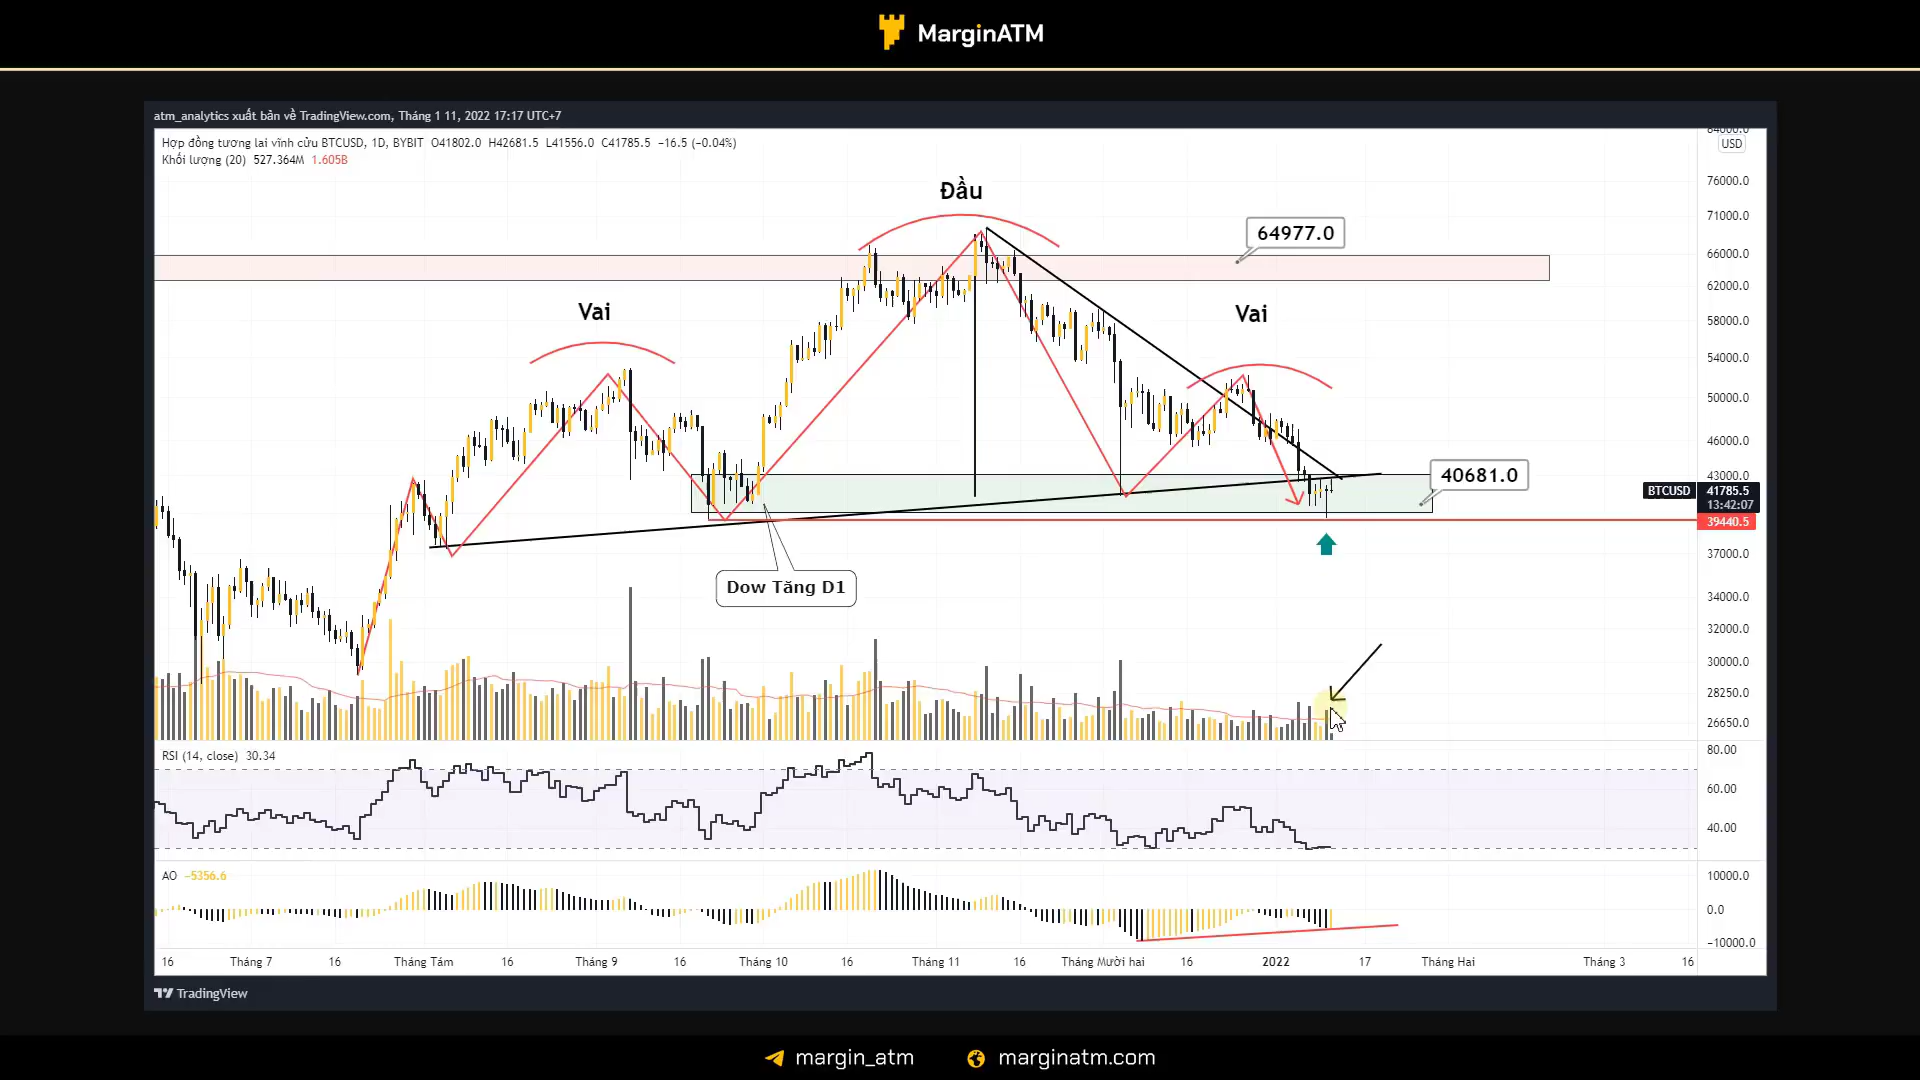 MarginATM
atm_analytics xuất bản về TradingView.com, Tháng 1 11, 2022 17:17 UTC+7
Hợp đồng tương lai vĩnh cửu BTCUSD, 1D, BYBIT O41802.0 H42681.5 L41556.0 C41785.5 −16.5 (−0.04%)
Khối lượng (20) 527.364M 1.605B
84000.0
USD
76000.0
71000.0
66000.0
62000.0
58000.0
54000.0
50000.0
46000.0
43000.0
BTCUSD 41785.5
13:42:07
39440.5
37000.0
34000.0
32000.0
30000.0
28250.0
26650.0
Đầu
64977.0
Vai
Vai
40681.0
Dow Tăng D1
RSI (14, close) 30.34
80.00
60.00
40.00
AO −5356.6
10000.0
0.0
−10000.0
16 Tháng 7 16 Tháng Tám 16 Tháng 9 16 Tháng 10 16 Tháng 11 16 Tháng Mười hai 16 2022 17 Tháng Hai Tháng 3 16
TradingView
margin_atm marginatm.com